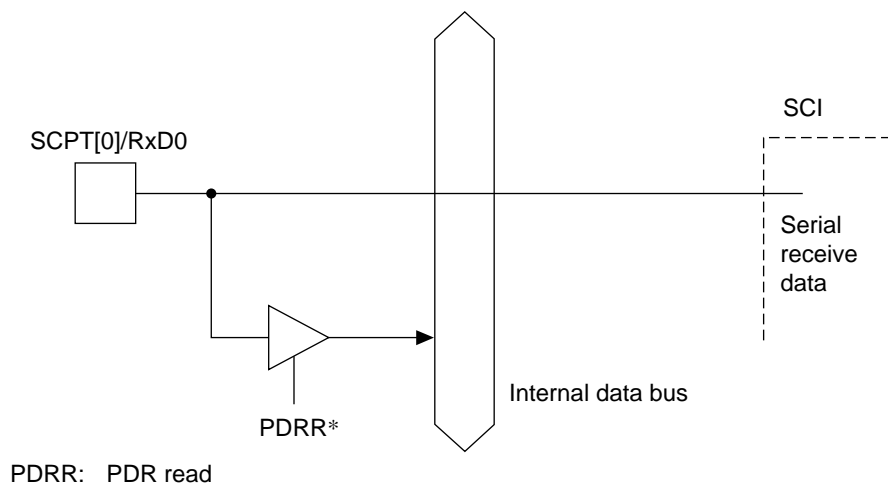 SCI
SCPT[0]/RxD0
Serial
receive
data
Internal data bus
PDRR*
PDRR: PDR read